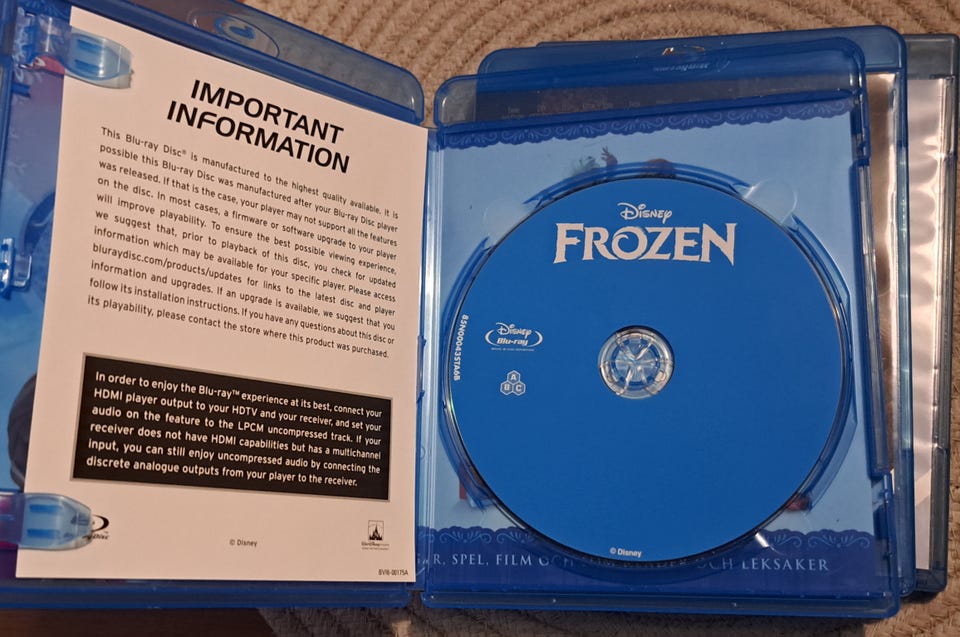 IMPORTANT
INFORMATION
This Blu-ray Disc® is manufactured to the highest quality available. It is
possible this Blu-ray Disc was manufactured after your Blu-ray Disc player
was released. If that is the case, your player may not support all the features
on the disc. In most cases, a firmware or software upgrade to your player
will improve playability. To ensure the best possible viewing experience,
we suggest that, prior to playback of this disc, you check for updated
information which may be available for your specific player. Please access
bluraydisc.com/products/updates for links to the latest disc and player
information and upgrades. If an upgrade is available, we suggest that you
follow its installation instructions. If you have any questions about this disc or
its playability, please contact the store where this product was purchased.
In order to enjoy the Blu-ray™ experience at its best, connect your
HDMI player output to your HDTV and your receiver, and set your
audio on the feature to the LPCM uncompressed track. If your
receiver does not have HDMI capabilities but has a multichannel
input, you can still enjoy uncompressed audio by connecting the
discrete analogue outputs from your player to the receiver.
© Disney
BVIB-00175A
Disney
FROZEN
Disney
Blu-ray
A
B C
85N00043STA68
© Disney
SPEL, FILM OCH LEKSAKER